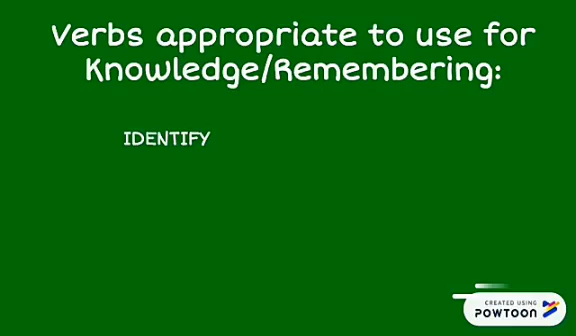 Verbs appropriate to use for
Knowledge/Remembering:
IDENTIFY
CREATED USING
POWTOON